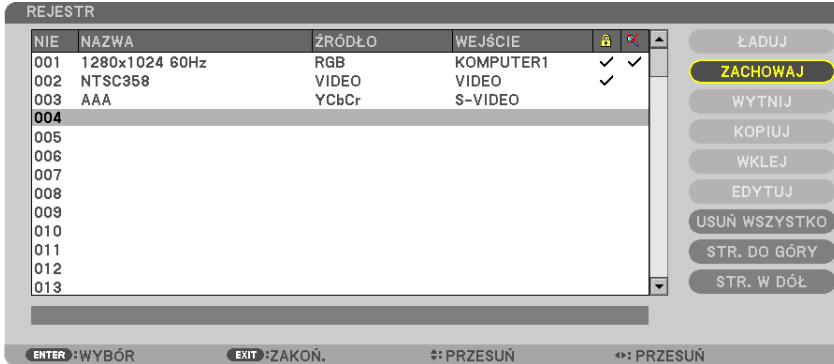 REJESTR
NIE NAZWA ŹRÓDŁO WEJŚCIE
001 1280x1024 60Hz RGB KOMPUTER1 ✓ ✓
002 NTSC358 VIDEO VIDEO ✓
003 AAA YCbCr S-VIDEO
004
005
006
007
008
009
010
011
012
013
ŁADUJ
ZACHOWAJ
WYTNIJ
KOPIUJ
WKLEJ
EDYTUJ
USUŃ WSZYSTKO
STR. DO GÓRY
STR. W DÓŁ
ENTER:WYBÓR EXIT:ZAKOŃ. :PRZESUŃ :PRZESUŃ